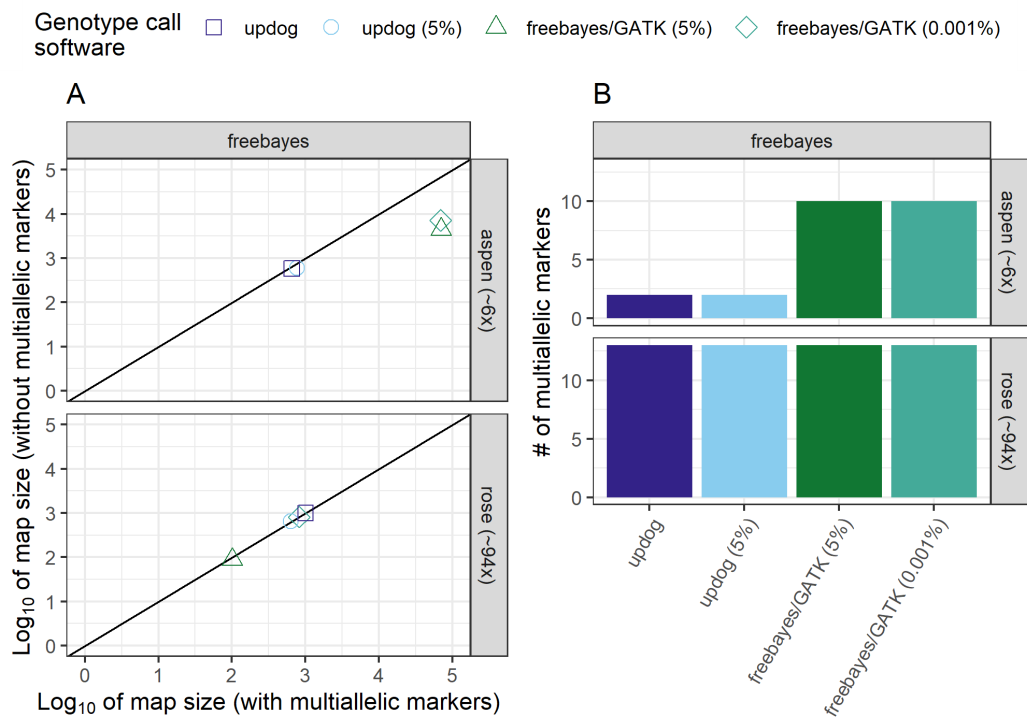 Genotype call
software
updog
updog (5%)
freebayes/GATK (5%)
freebayes/GATK (0.001%)
A
freebayes
Log10 of map size (without multiallelic markers)
5
4
3
2
1
0
aspen (~6x)
5
4
3
2
1
0
rose (~94x)
0
1
2
3
4
5
Log10 of map size (with multiallelic markers)
B
freebayes
# of multiallelic markers
10
5
0
aspen (~6x)
10
5
0
rose (~94x)
updog
updog (5%)
freebayes/GATK (5%)
freebayes/GATK (0.001%)